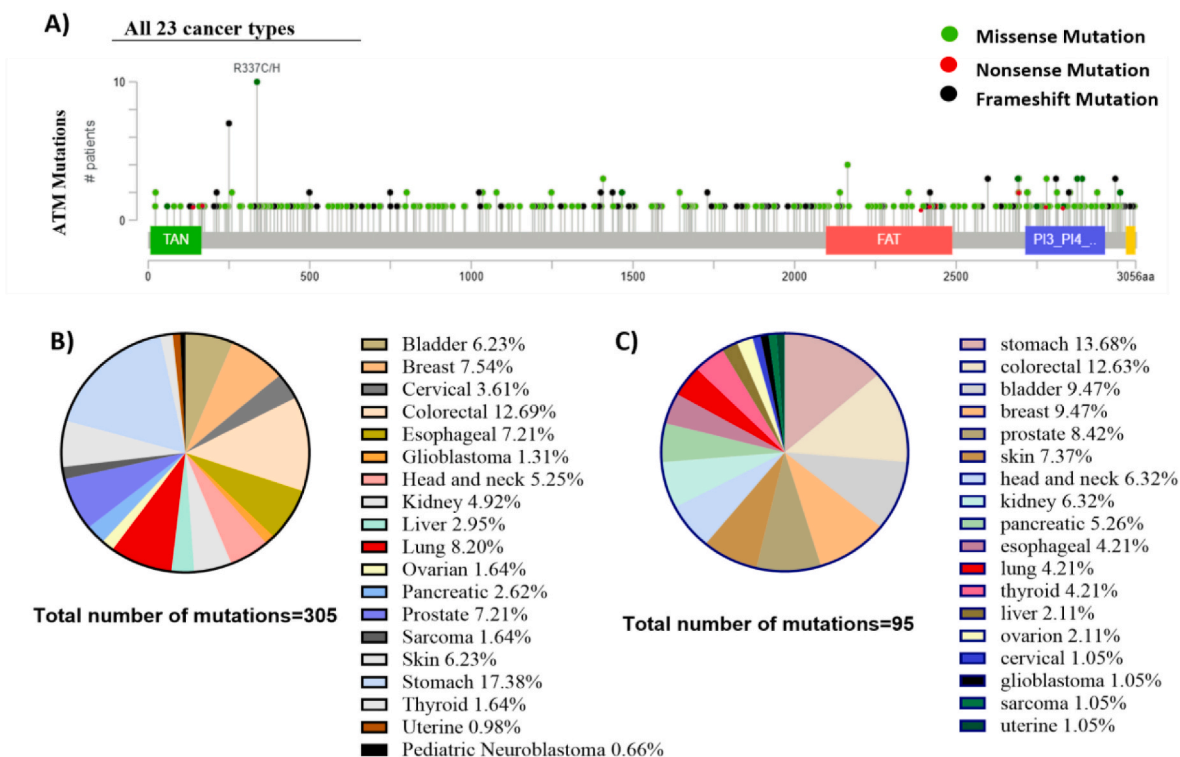 A)
All 23 cancer types
Missense Mutation
Nonsense Mutation
Frameshift Mutation
ATM Mutations
# patients
R337C/H
10
0
TAN
FAT
PI3_PI4_..
0
500
1000
1500
2000
2500
3056aa
B)
Bladder 6.23%
Breast 7.54%
Cervical 3.61%
Colorectal 12.69%
Esophageal 7.21%
Glioblastoma 1.31%
Head and neck 5.25%
Kidney 4.92%
Liver 2.95%
Lung 8.20%
Ovarian 1.64%
Pancreatic 2.62%
Prostate 7.21%
Sarcoma 1.64%
Skin 6.23%
Stomach 17.38%
Thyroid 1.64%
Uterine 0.98%
Pediatric Neuroblastoma 0.66%
Total number of mutations=305
C)
stomach 13.68%
colorectal 12.63%
bladder 9.47%
breast 9.47%
prostate 8.42%
skin 7.37%
head and neck 6.32%
kidney 6.32%
pancreatic 5.26%
esophageal 4.21%
lung 4.21%
thyroid 4.21%
liver 2.11%
ovarion 2.11%
cervical 1.05%
glioblastoma 1.05%
sarcoma 1.05%
uterine 1.05%
Total number of mutations=95